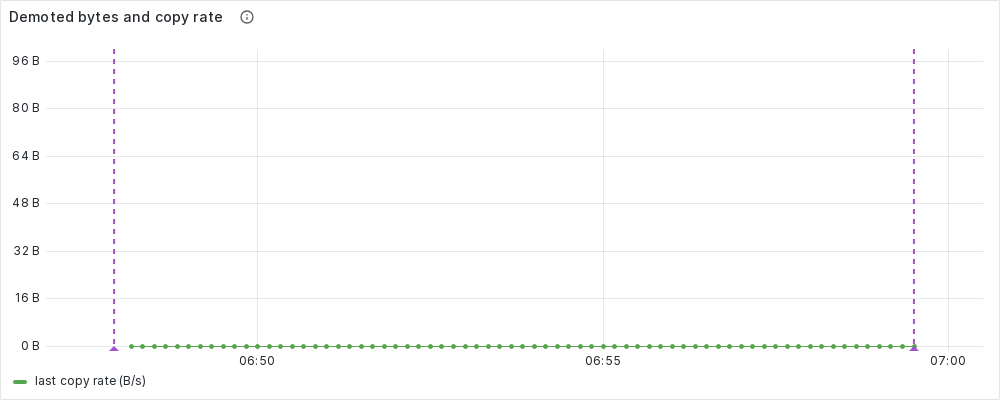 Demoted bytes and copy rate
96 B
80 B
64 B
48 B
32 B
16 B
0 B
06:50 06:55 07:00
last copy rate (B/s)